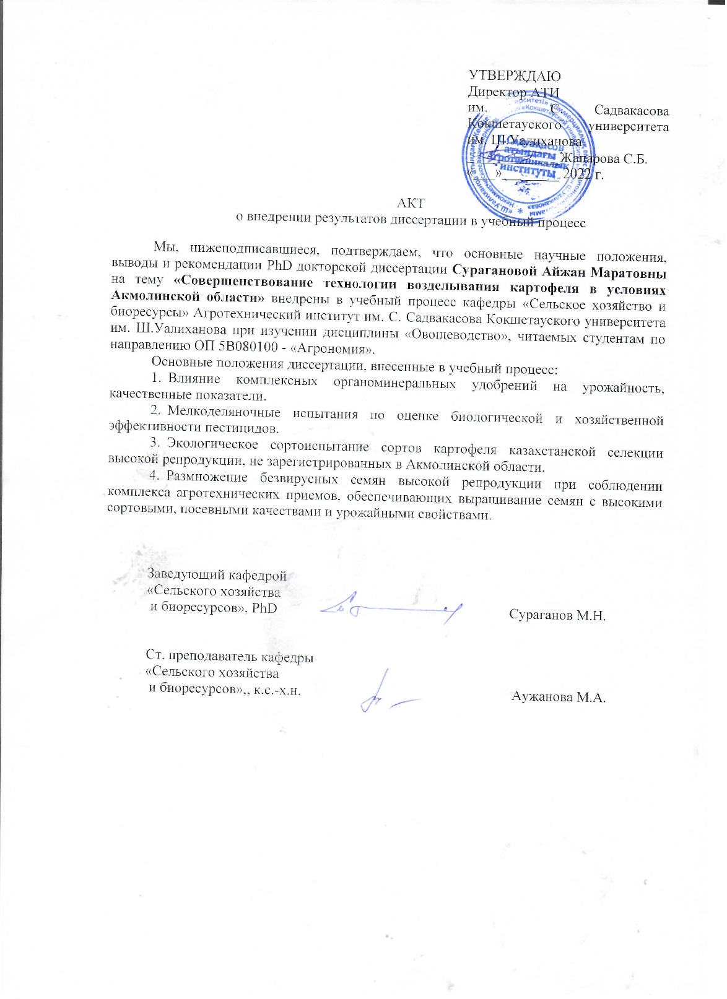 УТВЕРЖДАЮ
Директор АТИ
им. С. Садвакасова
Кокшетауского университета
им. Ш.Уалиханова
Жапарова С.Б.
«___»________ 2022 г.
С.Садуақасов
атындағы
Агротехникалық
институты
АКТ
о внедрении результатов диссертации в учебный процесс
Мы, нижеподписавшиеся, подтверждаем, что основные научные положения,
выводы и рекомендации PhD докторской диссертации Сурагановой Айжан Маратовны
на тему «Совершенствование технологии возделывания картофеля в условиях
Акмолинской области» внедрены в учебный процесс кафедры «Сельское хозяйство и
биоресурсы» Агротехнический институт им. С. Садвакасова Кокшетауского университета
им. Ш.Уалиханова при изучении дисциплины «Овощеводство», читаемых студентам по
направлению ОП 5В080100 - «Агрономия».
Основные положения диссертации, внесенные в учебный процесс:
1. Влияние комплексных органоминеральных удобрений на урожайность,
качественные показатели.
2. Мелкоделяночные испытания по оценке биологической и хозяйственной
эффективности пестицидов.
3. Экологическое сортоиспытание сортов картофеля казахстанской селекции
высокой репродукции, не зарегистрированных в Акмолинской области.
4. Размножение безвирусных семян высокой репродукции при соблюдении
комплекса агротехнических приемов, обеспечивающих выращивание семян с высокими
сортовыми, посевными качествами и урожайными свойствами.
Заведующий кафедрой
«Сельского хозяйства
и биоресурсов», PhD
Сураганов М.Н.
Ст. преподаватель кафедры
«Сельского хозяйства
и биоресурсов»,, к.с.-х.н.
Аужанова М.А.